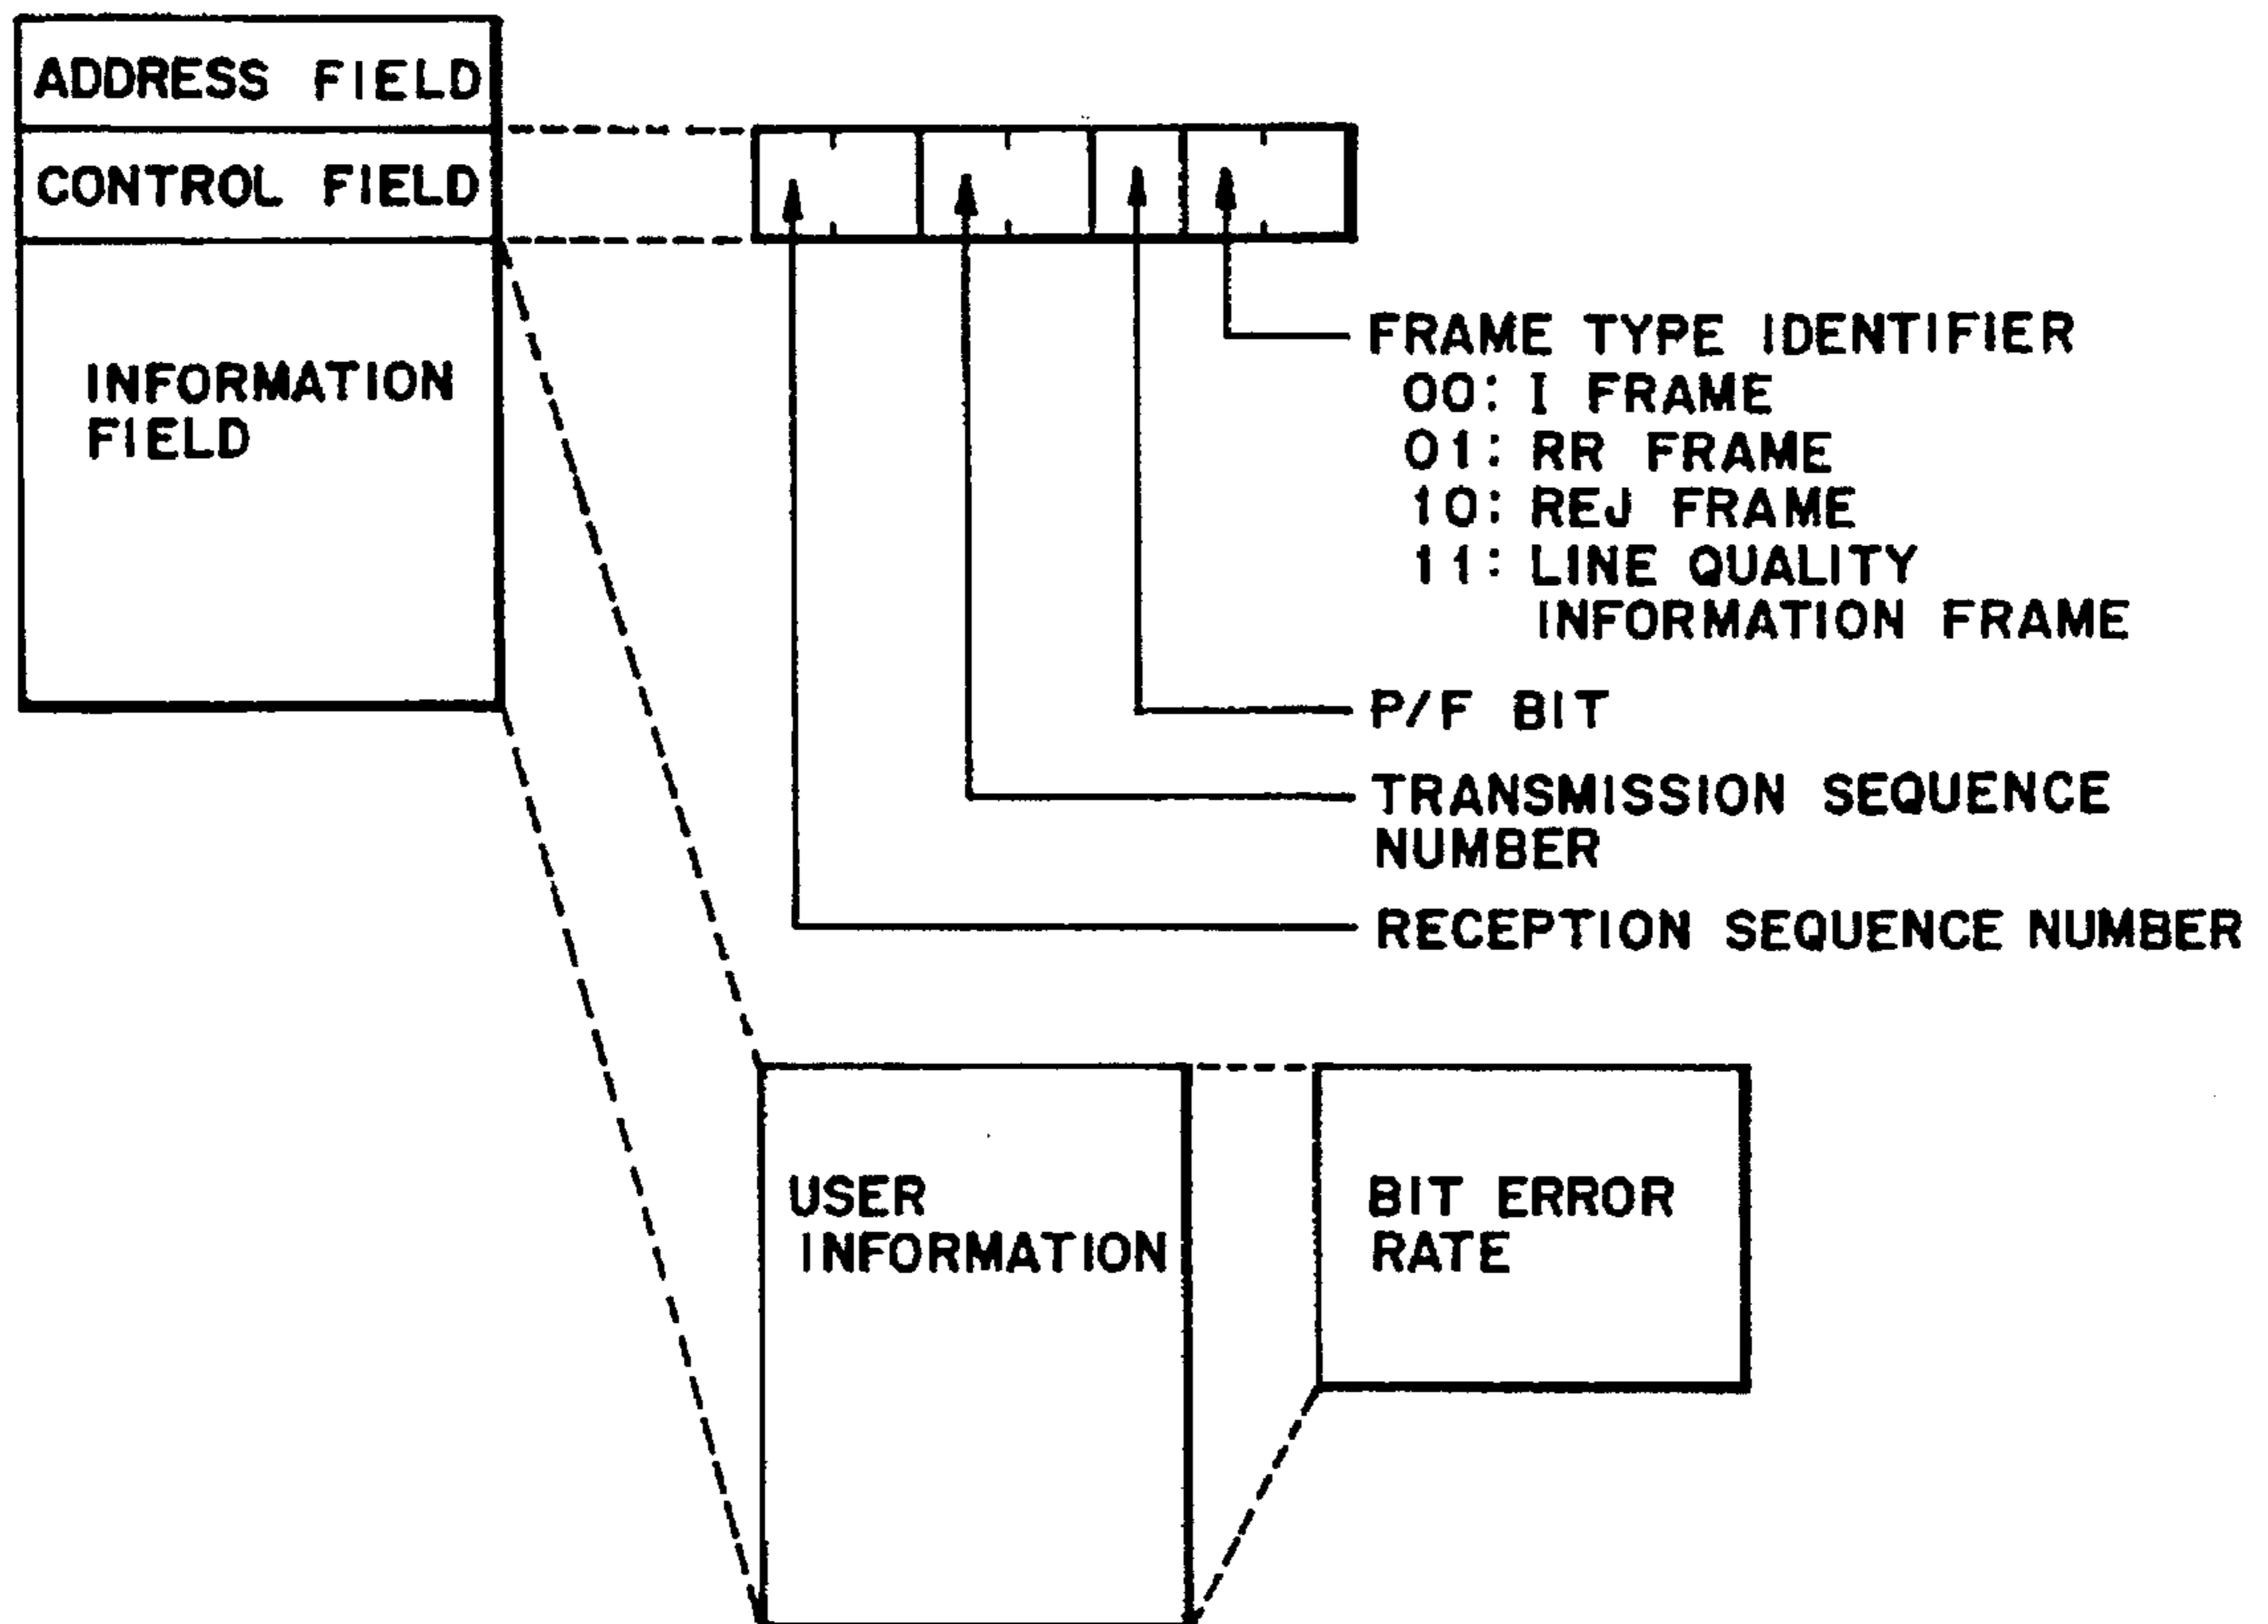 ADDRESS FIELD
CONTROL FIELD
INFORMATION
FIELD
FRAME TYPE IDENTIFIER
00: I FRAME
01: RR FRAME
10: REJ FRAME
11: LINE QUALITY
INFORMATION FRAME
P/F BIT
TRANSMISSION SEQUENCE
NUMBER
RECEPTION SEQUENCE NUMBER
USER
INFORMATION
BIT ERROR
RATE